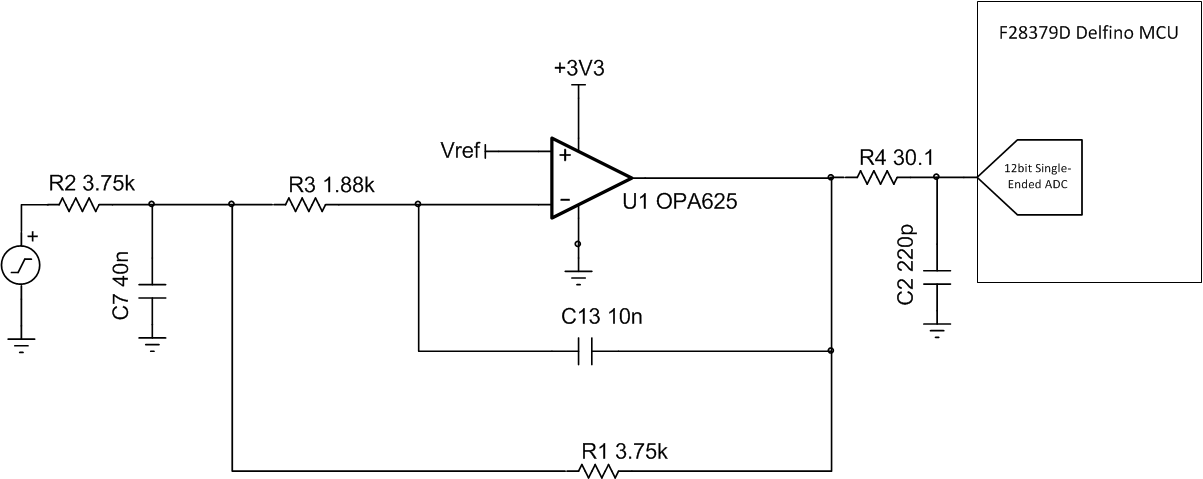 F28379D Delfino MCU
+3V3
Vref
+
−
U1 OPA625
R4 30.1
12bit Single-
Ended ADC
R2 3.75k
R3 1.88k
+
C7 40n
C2 220p
C13 10n
R1 3.75k